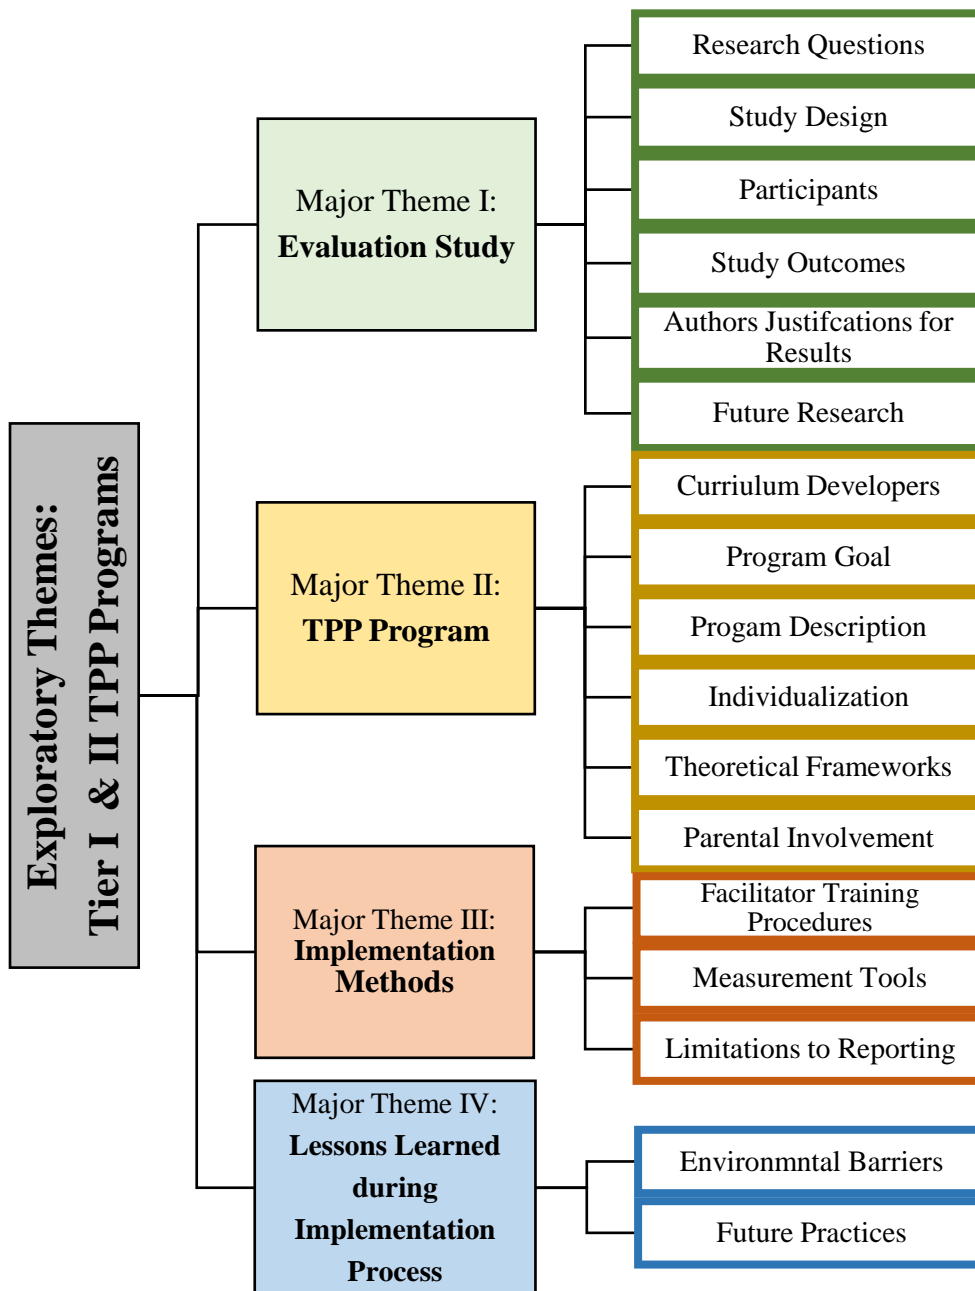 Exploratory Themes:
Tier I & II TPP Programs
Major Theme I:
Evaluation Study
Research Questions
Study Design
Participants
Study Outcomes
Authors Justifcations for
Results
Future Research
Major Theme II:
TPP Program
Curriulum Developers
Program Goal
Progam Description
Individualization
Theoretical Frameworks
Parental Involvement
Major Theme III:
Implementation
Methods
Facilitator Training
Procedures
Measurement Tools
Limitations to Reporting
Major Theme IV:
Lessons Learned
during
Implementation
Process
Environmntal Barriers
Future Practices